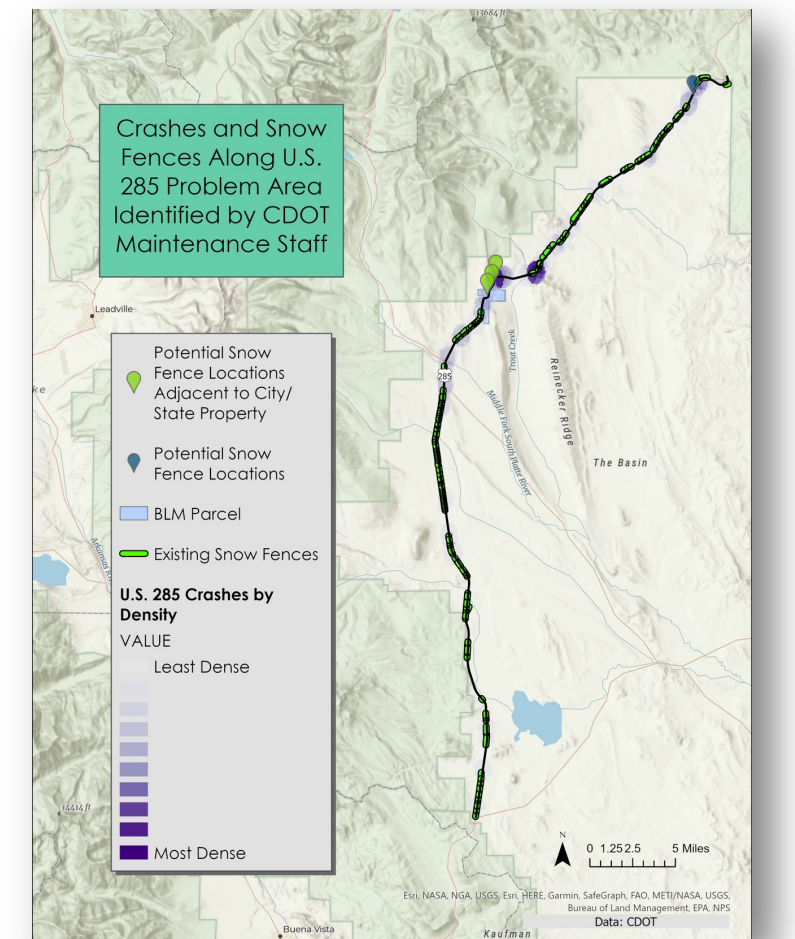 13684 ft
Crashes and Snow
Fences Along U.S.
285 Problem Area
Identified by CDOT
Maintenance Staff
Leadville
Potential Snow
Fence Locations
Adjacent to City/
State Property
Potential Snow
Fence Locations
BLM Parcel
Existing Snow Fences
U.S. 285 Crashes by
Density
VALUE
Least Dense
Most Dense
285
Trout Creek
Reinecker Ridge
Middle Fork South Platte River
The Basin
ke
Arkansas Riv
14414 ft
N
0 1.25 2.5 5 Miles
Esri, NASA, NGA, USGS, Esri, HERE, Garmin, SafeGraph, FAO, METI/NASA, USGS,
Bureau of Land Management, EPA, NPS
Data: CDOT
Buena Vista
Kaufman